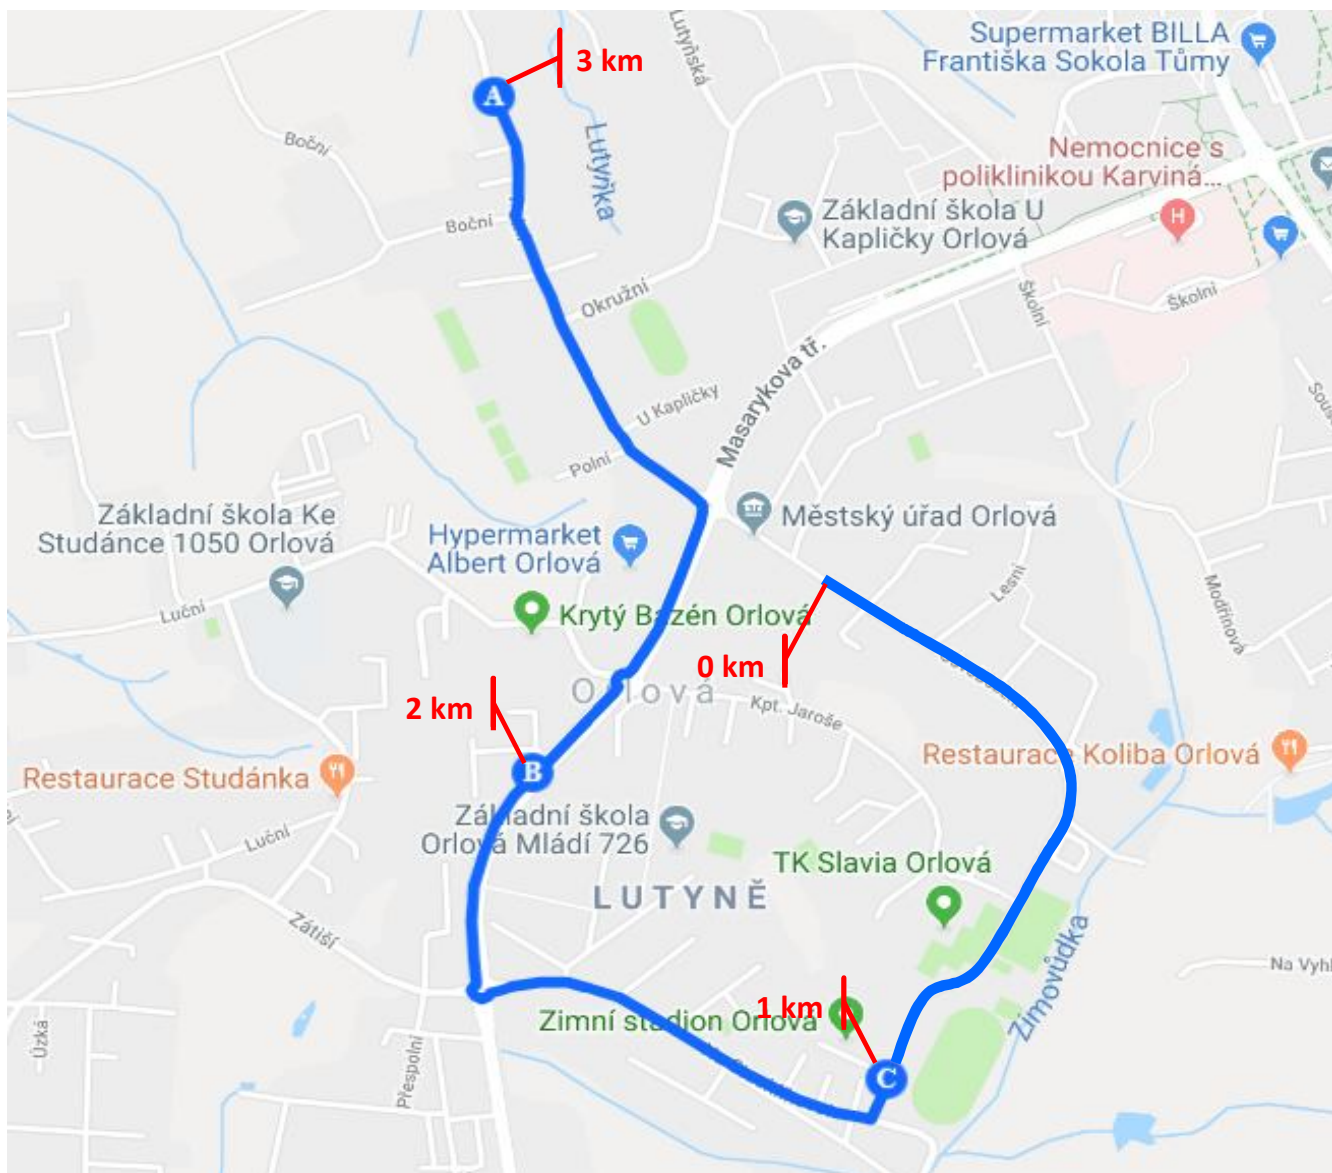 Supermarket BILLA
Františka Sokola Tůmy
3 km
A
Lutyňská
Boční
Lutyňka
Nemocnice s
poliklinikou Karviná...
H
Základní škola U
Kapličky Orlová
Boční
Okružní
Školní
Školní
Masarykova tř.
U Kapličky
Polní
Základní škola Ke
Studánce 1050 Orlová
Městský úřad Orlová
Hypermarket
Albert Orlová
Lesní
Modřínová
Luční
Krytý Bazén Orlová
0 km
Orlová
2 km
Kpt. Jaroše
B
Restaurace Koliba Orlová
Restaurace Studánka
Základní škola
Orlová Mládí 726
Luční
TK Slavia Orlová
LUTYNĚ
Zátiší
Zimovůdka
Na Vyhl
1 km
Zimní stadion Orlová
Úzká
Přespolní
C